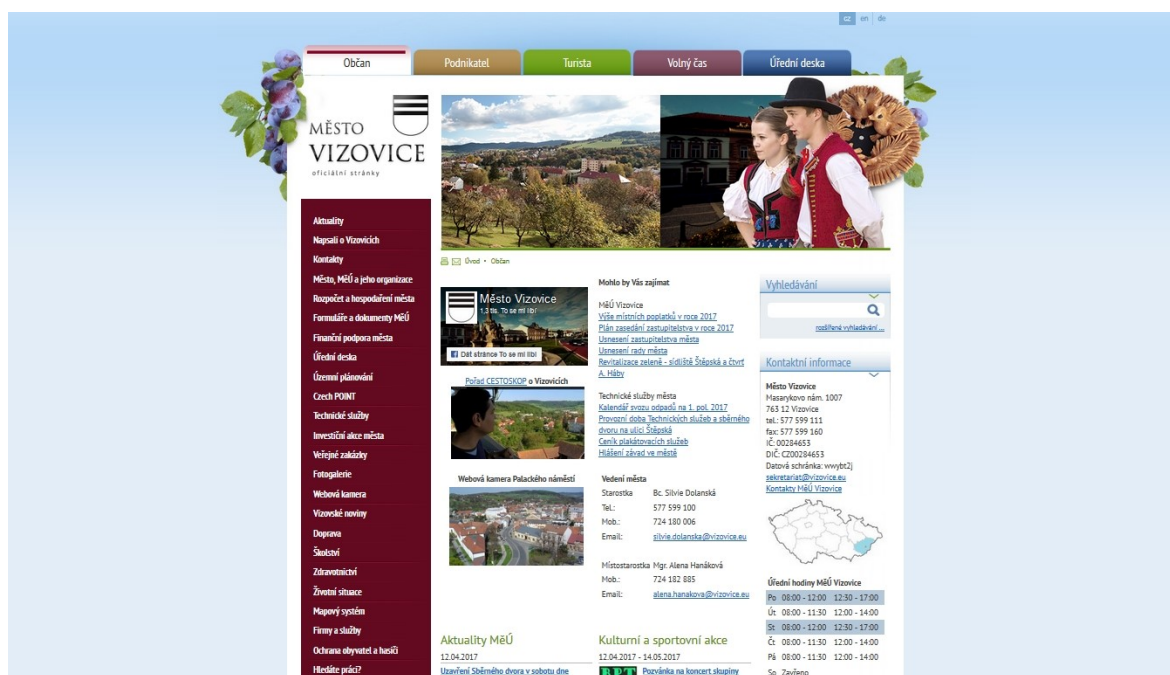 cz en de
Občan
Podnikatel
Turista
Volný čas
Úřední deska
MĚSTO
VIZOVICE
oficiální stránky
Aktuality
Napsali o Vizovicích
Kontakty
Město, MěÚ a jeho organizace
Rozpočet a hospodaření města
Formuláře a dokumenty MěÚ
Finanční podpora města
Úřední deska
Územní plánování
Czech POINT
Technické služby
Investiční akce města
Veřejné zakázky
Fotogalerie
Webová kamera
Vizovské noviny
Doprava
Školství
Zdravotnictví
Životní situace
Mapový systém
Firmy a služby
Ochrana obyvatel a hasiči
Hledáte práci?
Úvod • Občan
Město Vizovice
1,3 tis. To se mi líbí
Dát stránce To se mi líbí
Pořad CESTOSKOP o Vizovicích
Webová kamera Palackého náměstí
Mohlo by Vás zajímat
MěÚ Vizovice
Výše místních poplatků v roce 2017
Plán zasedání zastupitelstva v roce 2017
Usnesení zastupitelstva města
Usnesení rady města
Revitalizace zeleně - sídliště Štěpská a čtvrť
A. Háby
Technické služby města
Kalendář svozu odpadů na 1. pol. 2017
Provozní doba Technických služeb a sběrného
dvoru na ulici Štěpská
Ceník plakátovacích služeb
Hlášení závad ve městě
Vedení města
Starostka Bc. Silvie Dolanská
Tel.: 577 599 100
Mob.: 724 180 006
Email: silvie.dolanska@vizovice.eu
Místostarostka Mgr. Alena Hanáková
Mob.: 724 182 885
Email: alena.hanakova@vizovice.eu
Vyhledávání
rozšířené vyhledávání ...
Kontaktní informace
Město Vizovice
Masarykovo nám. 1007
763 12 Vizovice
tel.: 577 599 111
fax: 577 599 160
IČ: 00284653
DIČ: CZ00284653
Datová schránka: wwybt2j
sekretariat@vizovice.eu
Kontakty MěÚ Vizovice
Úřední hodiny MěÚ Vizovice
Po 08:00 - 12:00 12:30 - 17:00
Út 08:00 - 11:30 12:00 - 14:00
St 08:00 - 12:00 12:30 - 17:00
Čt 08:00 - 11:30 12:00 - 14:00
Pá 08:00 - 11:30 12:00 - 14:00
So Zavřeno
Aktuality MěÚ
12.04.2017
Uzavření Sběrného dvora v sobotu dne
Kulturní a sportovní akce
12.04.2017 - 14.05.2017
Pozvánka na koncert skupiny